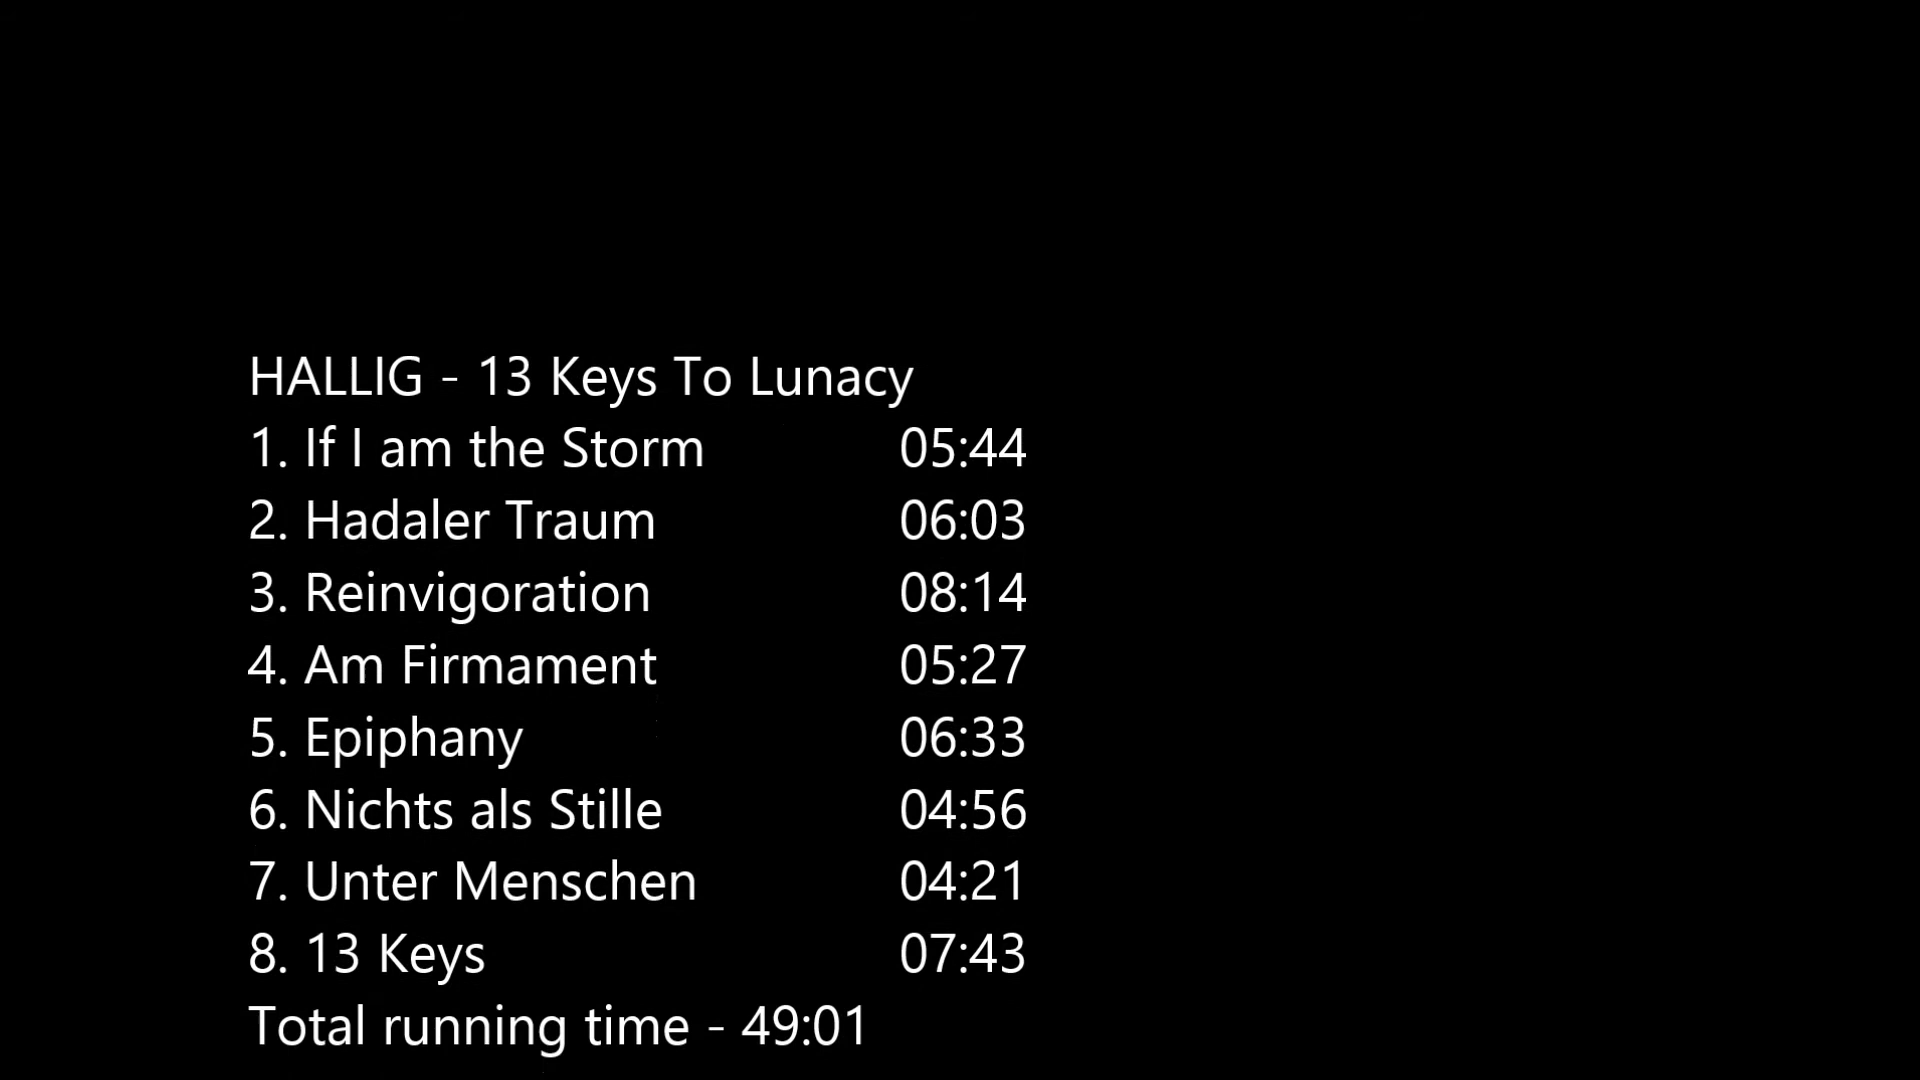 HALLIG - 13 Keys To Lunacy
1. If I am the Storm 05:44
2. Hadaler Traum 06:03
3. Reinvigoration 08:14
4. Am Firmament 05:27
5. Epiphany 06:33
6. Nichts als Stille 04:56
7. Unter Menschen 04:21
8. 13 Keys 07:43
Total running time - 49:01